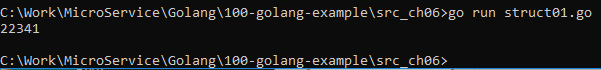 C:\Work\MicroService\Golang\100-golang-example\src_ch06>go run struct01.go
22341
C:\Work\MicroService\Golang\100-golang-example\src_ch06>